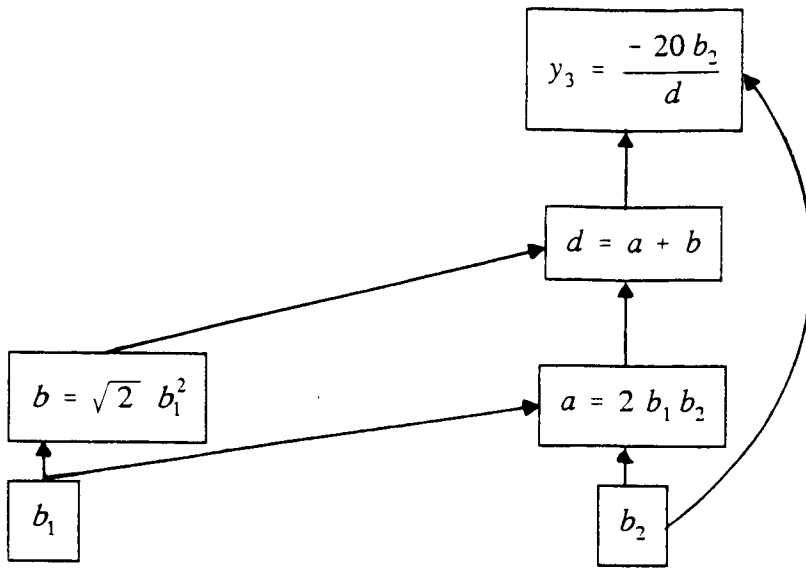 y₃ = - 20 b₂ / d
d = a + b
b = √2 b₁²
a = 2 b₁ b₂
b₁
b₂